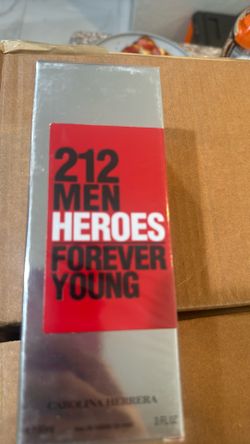 212
MEN
HEROES
FOREVER
YOUNG
CAROLINA HERRERA